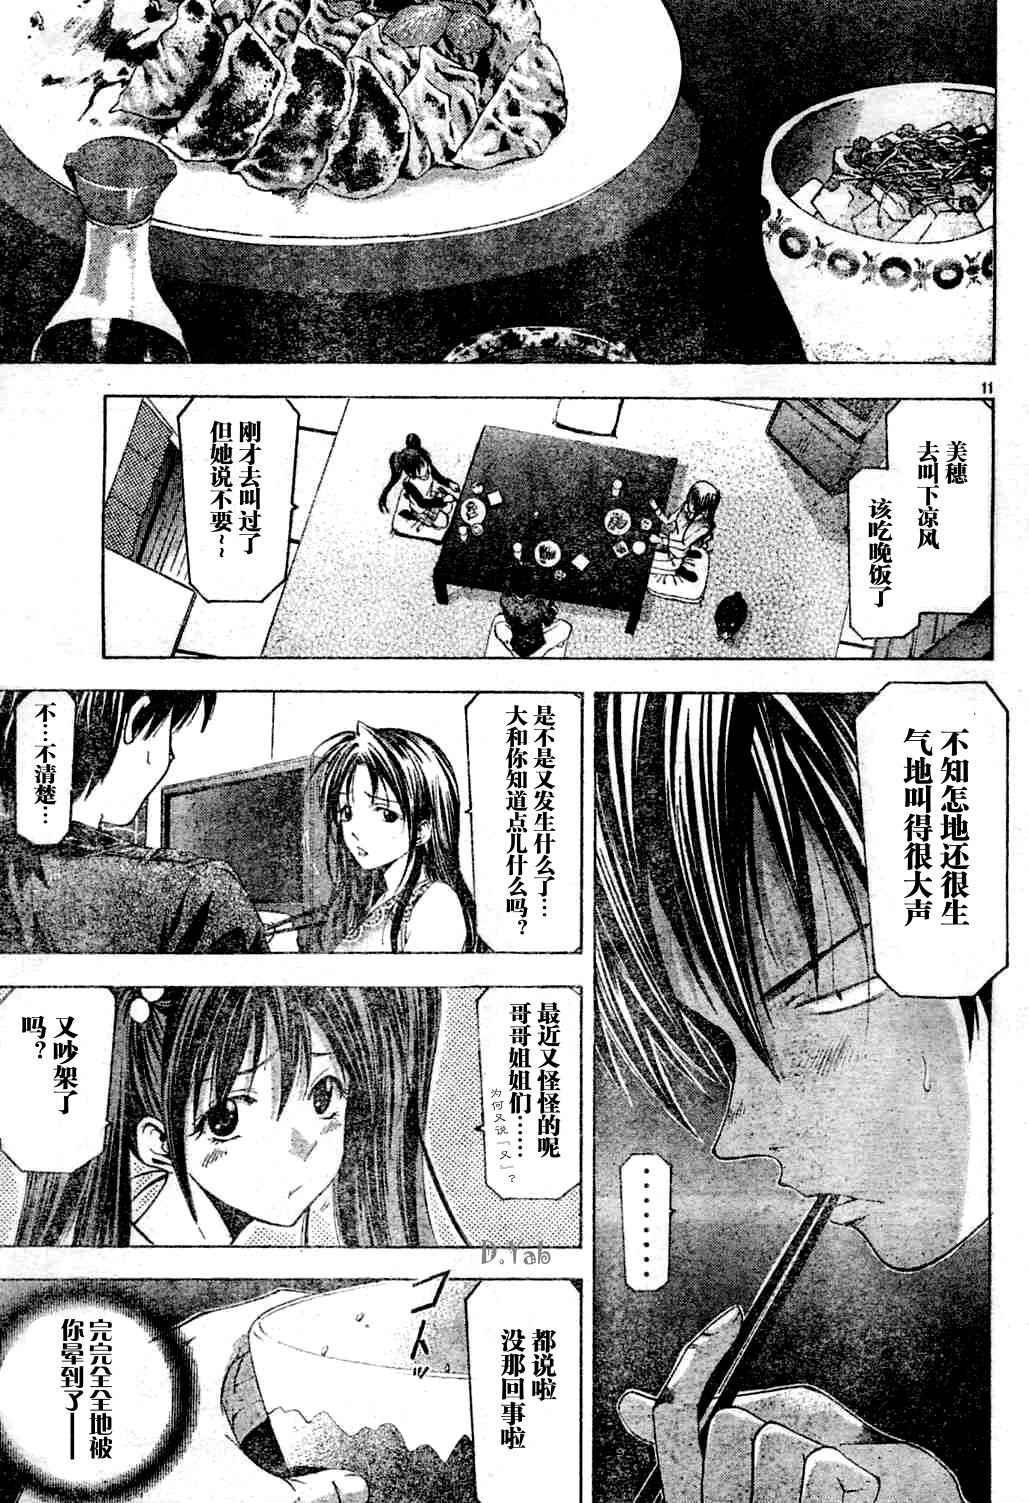 11
美穗
去叫下凉风
该吃晚饭了
刚才去叫过了
但她说不要~~
不知怎地还很生
气地叫得很大声
………
是不是又发生什么了…
大和你知道点儿什么吗？
不…不清楚…
最近又怪怪的呢
哥哥姐姐们……
为何又说「又」？
又吵架了
吗？
D.Yab
都说啦
没那回事啦
コトッ
完完全全地被
你晕到了——